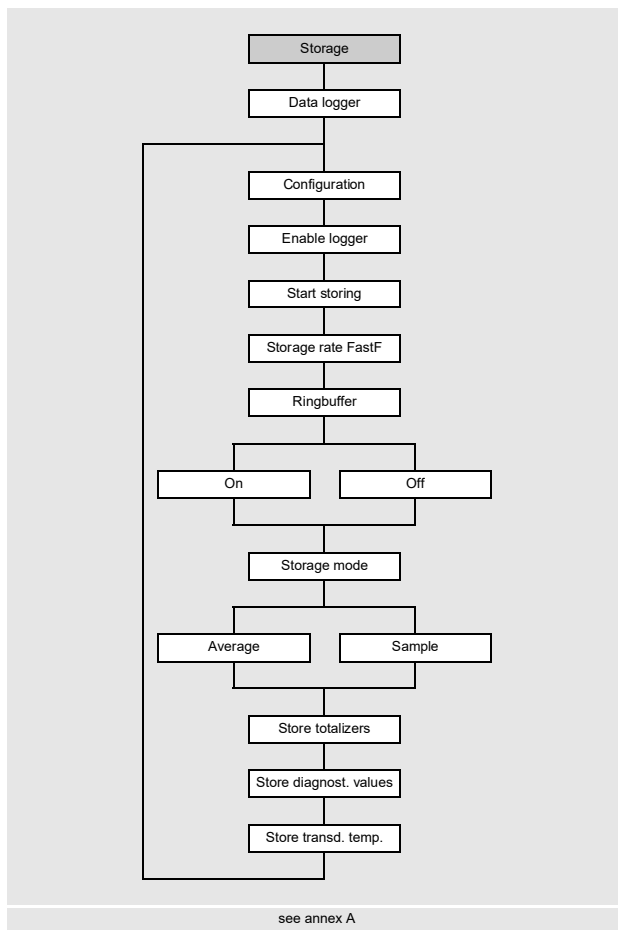 Storage
Data logger
Configuration
Enable logger
Start storing
Storage rate FastF
Ringbuffer
On
Off
Storage mode
Average
Sample
Store totalizers
Store diagnost. values
Store transd. temp.
see annex A